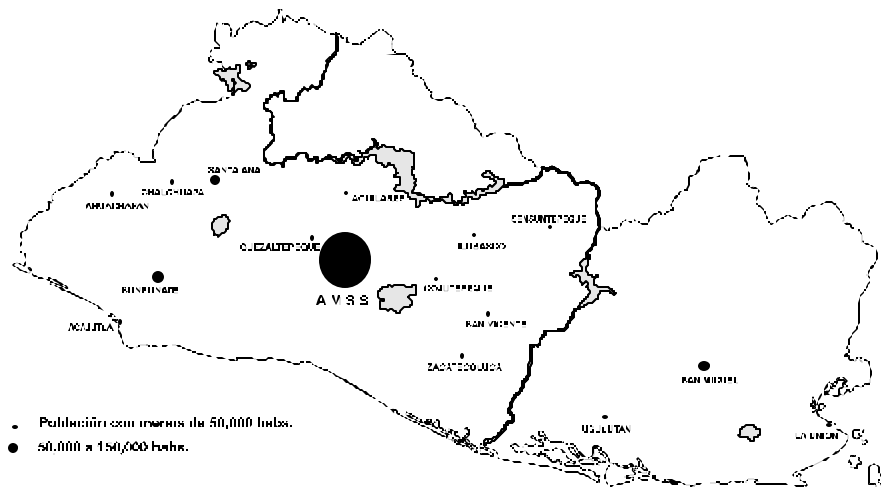 SANTA ANA
CHALCHUAPA
AHUACHAPAN
AGUILARES
SENSUNTEPEQUE
QUEZALTEPEQUE
ILOBASCO
SONSONATE
COJUTEPEQUE
A M S S
SAN VICENTE
ACAJUTLA
ZACATECOLUCA
SAN MIGUEL
USULUTAN
LA UNION
Población con menos de 50,000 habs.
50.000 a 150,000 habs.